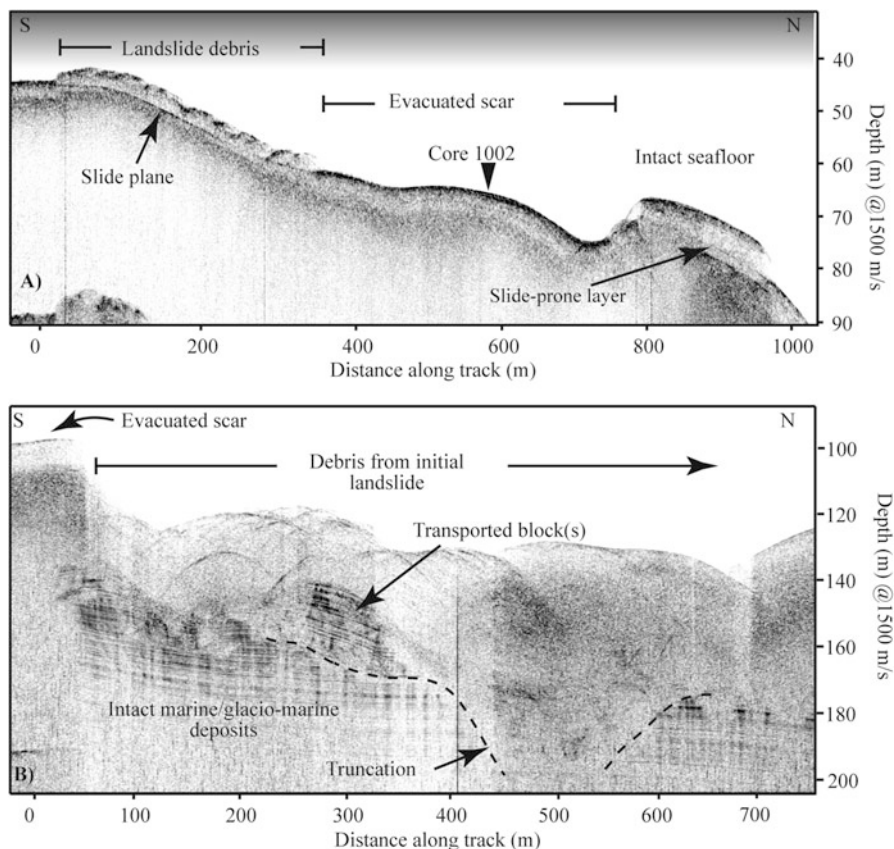 S
N
Landslide debris
Evacuated scar
Core 1002
Intact seafloor
Slide plane
Slide-prone layer
A)
40
50
60
70
80
90
Depth (m) @1500 m/s
0 200 400 600 800 1000
Distance along track (m)
S
N
Evacuated scar
Debris from initial
landslide
Transported block(s)
Intact marine/glacio-marine
deposits
Truncation
B)
100
120
140
160
180
200
Depth (m) @1500 m/s
0 100 200 300 400 500 600 700
Distance along track (m)